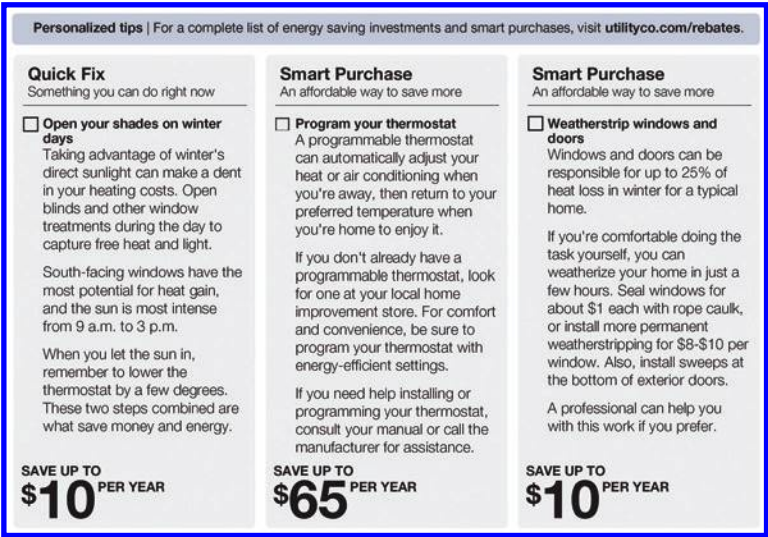 Personalized tips | For a complete list of energy saving investments and smart purchases, visit utilityco.com/rebates.
Quick Fix
Something you can do right now
Open your shades on winter
days
Taking advantage of winter's
direct sunlight can make a dent
in your heating costs. Open
blinds and other window
treatments during the day to
capture free heat and light.
South-facing windows have the
most potential for heat gain,
and the sun is most intense
from 9 a.m. to 3 p.m.
When you let the sun in,
remember to lower the
thermostat by a few degrees.
These two steps combined are
what save money and energy.
SAVE UP TO
$10 PER YEAR
Smart Purchase
An affordable way to save more
Program your thermostat
A programmable thermostat
can automatically adjust your
heat or air conditioning when
you're away, then return to your
preferred temperature when
you're home to enjoy it.
If you don't already have a
programmable thermostat, look
for one at your local home
improvement store. For comfort
and convenience, be sure to
program your thermostat with
energy-efficient settings.
If you need help installing or
programming your thermostat,
consult your manual or call the
manufacturer for assistance.
SAVE UP TO
$65 PER YEAR
Smart Purchase
An affordable way to save more
Weatherstrip windows and
doors
Windows and doors can be
responsible for up to 25% of
heat loss in winter for a typical
home.
If you're comfortable doing the
task yourself, you can
weatherize your home in just a
few hours. Seal windows for
about $1 each with rope caulk,
or install more permanent
weatherstripping for $8-$10 per
window. Also, install sweeps at
the bottom of exterior doors.
A professional can help you
with this work if you prefer.
SAVE UP TO
$10 PER YEAR